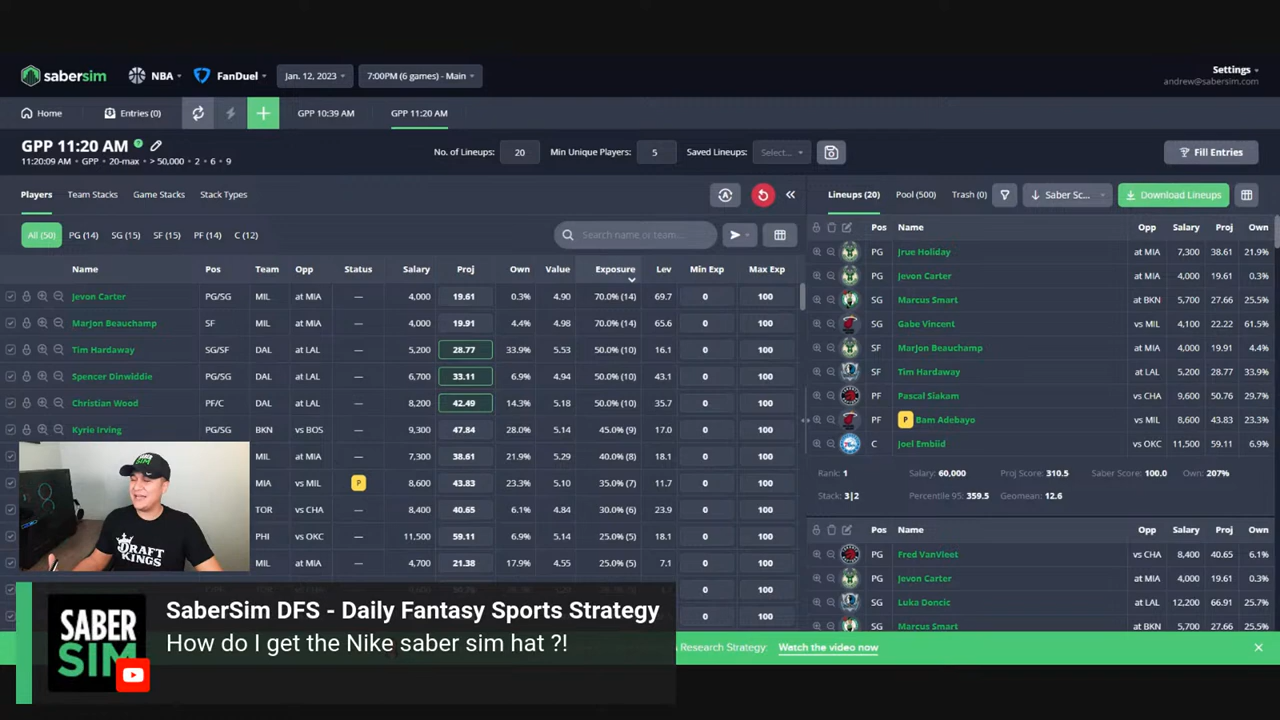 sabersim NBA FanDuel Jan. 12, 2023 7:00PM (6 games) - Main Settings
andrew@sabersim.com
Home Entries (0) + GPP 10:39 AM GPP 11:20 AM
GPP 11:20 AM
11:20:09 AM • GPP • 20-max • > 50,000 • 2 • 6 • 9
No. of Lineups: 20 Min Unique Players: 5 Saved Lineups: Select... Fill Entries
Players Team Stacks Game Stacks Stack Types
All (50) PG (14) SG (15) SF (15) PF (14) C (12) Search name or team...
Name Pos Team Opp Status Salary Proj Own Value Exposure Lev Min Exp Max Exp
Jevon Carter PG/SG MIL at MIA — 4,000 19.61 0.3% 4.90 70.0% (14) 69.7 0 100
MarJon Beauchamp SF MIL at MIA — 4,000 19.91 4.4% 4.98 70.0% (14) 65.6 0 100
Tim Hardaway SG/SF DAL at LAL — 5,200 28.77 33.9% 5.53 50.0% (10) 16.1 0 100
Spencer Dinwiddie PG/SG DAL at LAL — 6,700 33.11 6.9% 4.94 50.0% (10) 43.1 0 100
Christian Wood PF/C DAL at LAL — 8,200 42.49 14.3% 5.18 50.0% (10) 35.7 0 100
Kyrie Irving PG/SG BKN vs BOS — 9,300 47.84 28.0% 5.14 45.0% (9) 17.0 0 100
MIL at MIA — 7,300 38.61 21.9% 5.29 40.0% (8) 18.1 0 100
MIA vs MIL P 8,600 43.83 23.3% 5.10 35.0% (7) 11.7 0 100
TOR vs CHA — 8,400 40.65 6.1% 4.84 30.0% (6) 23.9 0 100
PHI vs OKC — 11,500 59.11 6.9% 5.14 25.0% (5) 18.1 0 100
MIL at MIA — 4,700 21.38 17.9% 4.55 25.0% (5) 7.1 0 100
0 100
0 100
Lineups (20) Pool (500) Trash (0) Saber Sc... Download Lineups
Pos Name Opp Salary Proj Own
PG Jrue Holiday at MIA 7,300 38.61 21.9%
PG Jevon Carter at MIA 4,000 19.61 0.3%
SG Marcus Smart at BKN 5,700 27.66 25.5%
SG Gabe Vincent vs MIL 4,100 22.22 61.5%
SF MarJon Beauchamp at MIA 4,000 19.91 4.4%
SF Tim Hardaway at LAL 5,200 28.77 33.9%
PF Pascal Siakam vs CHA 9,600 50.76 29.7%
PF P Bam Adebayo vs MIL 8,600 43.83 23.3%
C Joel Embiid vs OKC 11,500 59.11 6.9%
Rank: 1 Salary: 60,000 Proj Score: 310.5 Saber Score: 100.0 Own: 207%
Stack: 3|2 Percentile 95: 359.5 Geomean: 12.6
Pos Name Opp Salary Proj Own
PG Fred VanVleet vs CHA 8,400 40.65 6.1%
PG Jevon Carter at MIA 4,000 19.61 0.3%
SG Luka Doncic at LAL 12,200 66.91 25.7%
SG Marcus Smart at BKN 5,700 27.66 25.5%
SABER SIM
DRAFT KINGS
SABER
SIM
SaberSim DFS - Daily Fantasy Sports Strategy
How do I get the Nike saber sim hat ?!
Research Strategy: Watch the video now